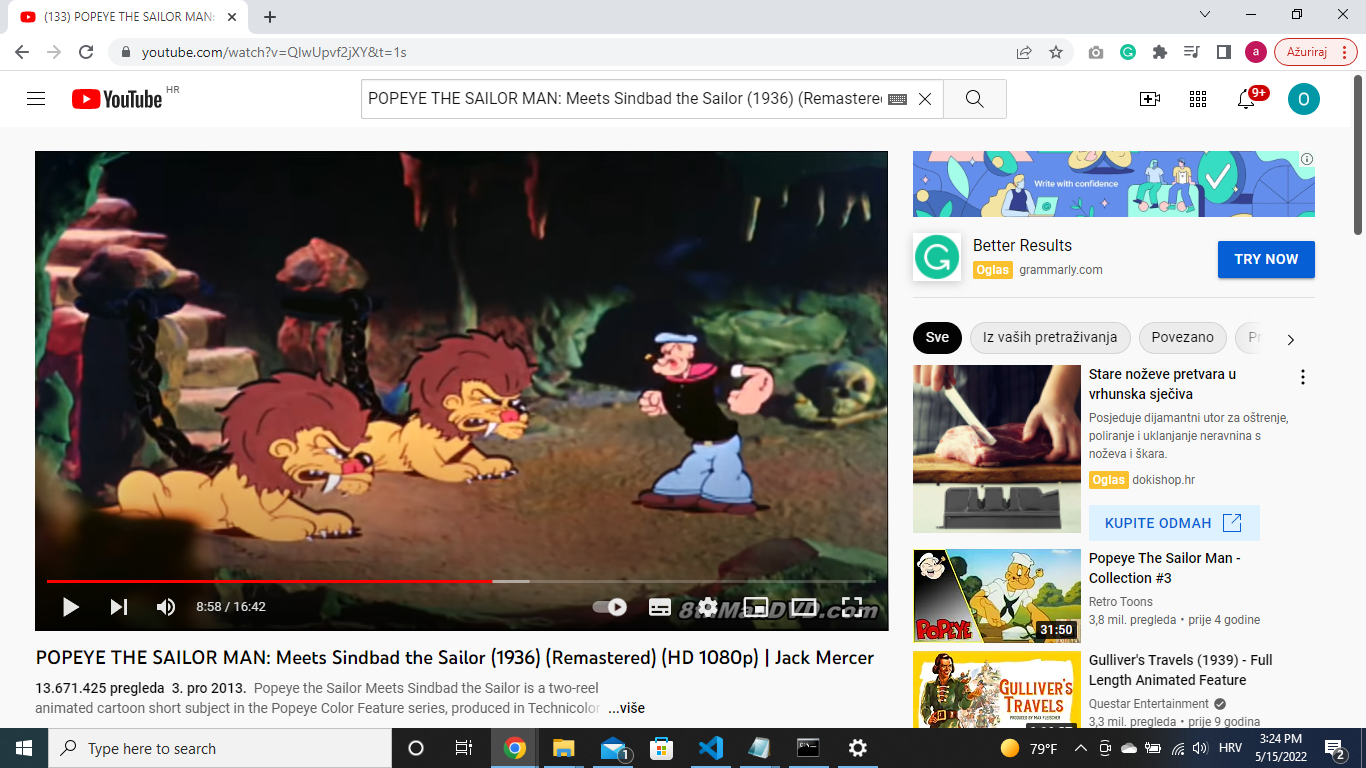 (133) POPEYE THE SAILOR MAN:
youtube.com/watch?v=QIwUpvf2jXY&t=1s
a
Ažuriraj
YouTube HR
POPEYE THE SAILOR MAN: Meets Sindbad the Sailor (1936) (Remastered
9+
O
8:58 / 16:42
8thManDVD.com
POPEYE THE SAILOR MAN: Meets Sindbad the Sailor (1936) (Remastered) (HD 1080p) | Jack Mercer
13.671.425 pregleda 3. pro 2013. Popeye the Sailor Meets Sindbad the Sailor is a two-reel
animated cartoon short subject in the Popeye Color Feature series, produced in Technicolor ...više
Write with confidence
Better Results
Oglas grammarly.com
TRY NOW
Sve
Iz vaših pretraživanja
Povezano
Stare noževe pretvara u
vrhunska sječiva
Posjeduje dijamantni utor za oštrenje,
poliranje i uklanjanje neravnina s
noževa i škara.
Oglas dokishop.hr
KUPITE ODMAH
POPEYE
31:50
Popeye The Sailor Man -
Collection #3
Retro Toons
3,8 mil. pregleda • prije 4 godine
GULLIVER'S
TRAVELS
PRODUCED BY MAX FLEISCHER
Gulliver's Travels (1939) - Full
Length Animated Feature
Questar Entertainment
3,3 mil. pregleda • prije 9 godina
Type here to search
1
79°F
HRV
3:24 PM
5/15/2022
2